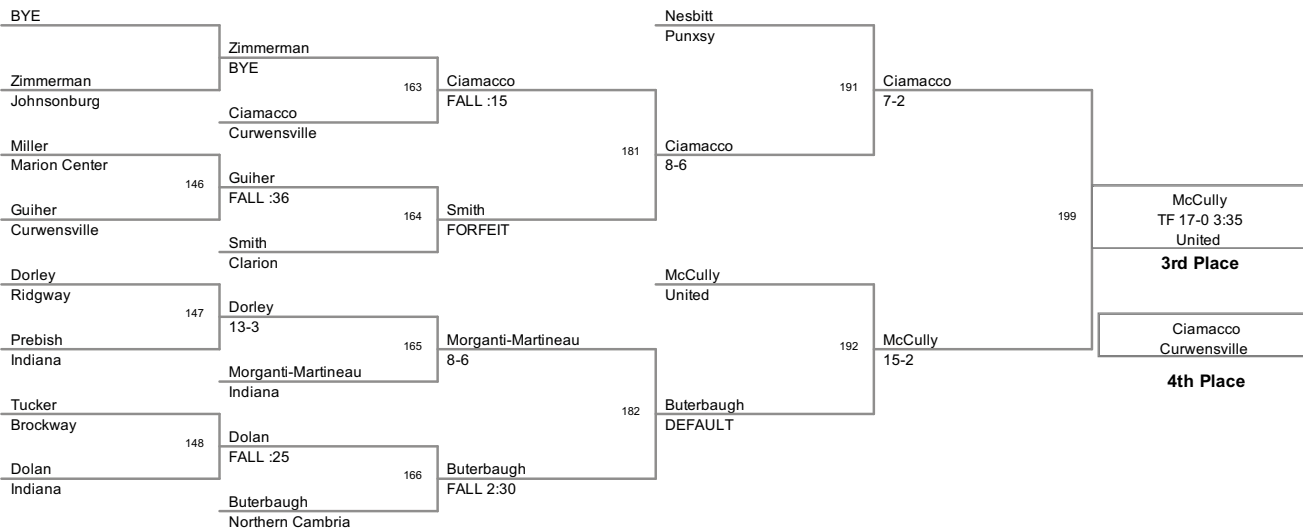 BYE
Zimmerman
Johnsonburg
Miller
Marion Center
146
Guiher
Curwensville
Dorley
Ridgway
147
Prebish
Indiana
Tucker
Brockway
148
Dolan
Indiana
Zimmerman
BYE
163
Ciamacco
Curwensville
Guiher
FALL :36
164
Smith
Clarion
Dorley
13-3
165
Morganti-Martineau
Indiana
Dolan
FALL :25
166
Buterbaugh
Northern Cambria
Ciamacco
FALL :15
181
Smith
FORFEIT
Morganti-Martineau
8-6
182
Buterbaugh
FALL 2:30
Nesbitt
Punxsy
191
Ciamacco
8-6
McCully
United
192
Buterbaugh
DEFAULT
Ciamacco
7-2
199
McCully
15-2
McCully
TF 17-0 3:35
United
3rd Place
Ciamacco
Curwensville
4th Place